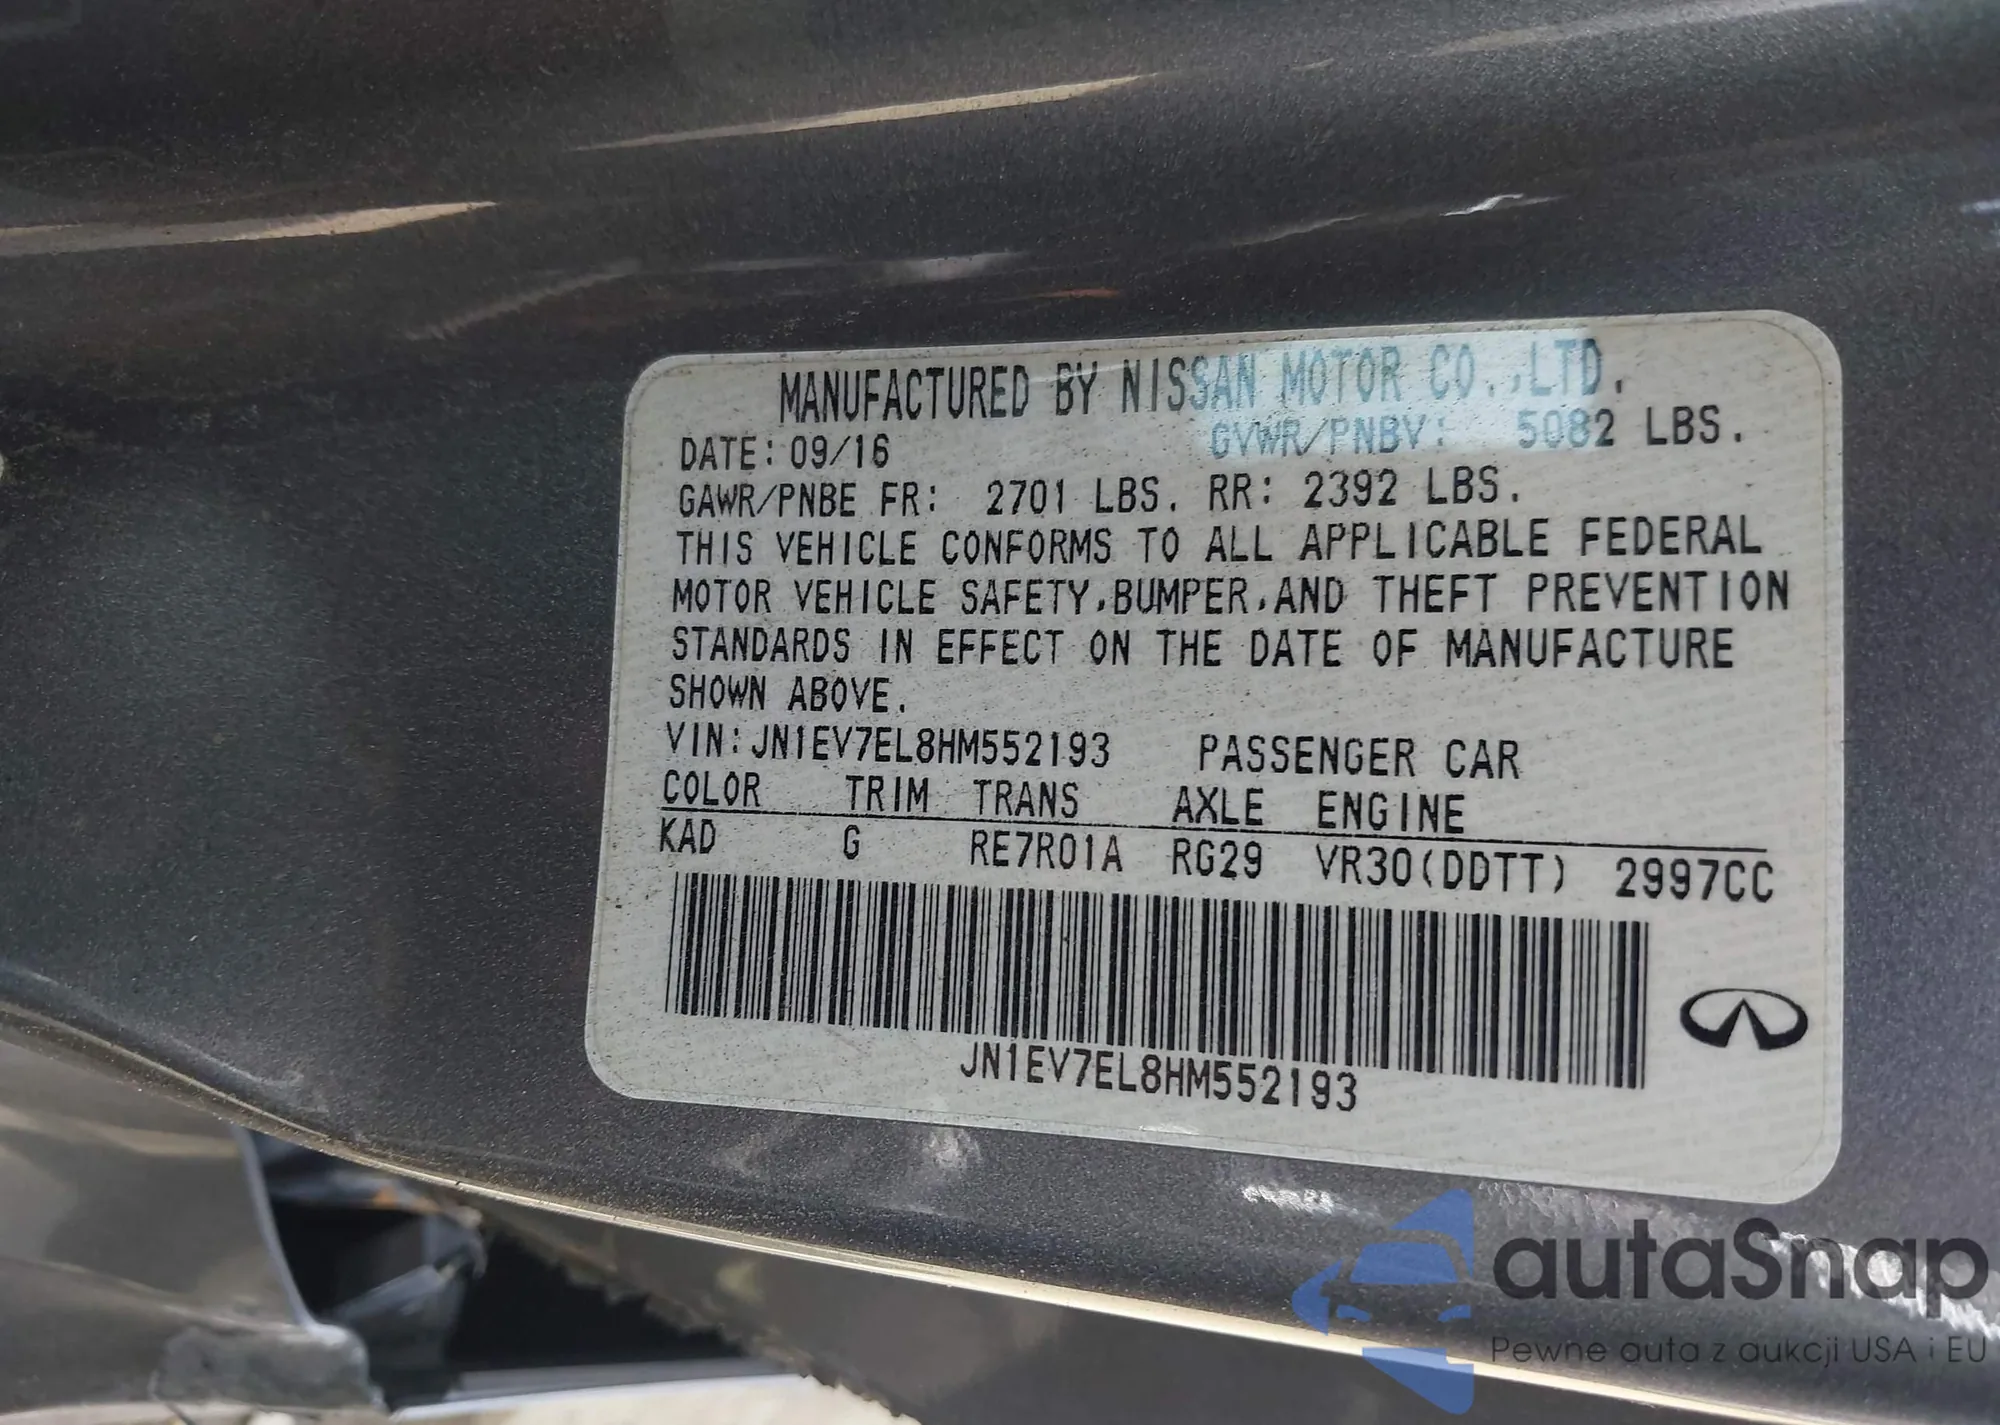 MANUFACTURED BY NISSAN MOTOR CO.,LTD.
DATE:09/16 GVWR/PNBV: 5082 LBS.
GAWR/PNBE FR: 2701 LBS. RR: 2392 LBS.
THIS VEHICLE CONFORMS TO ALL APPLICABLE FEDERAL
MOTOR VEHICLE SAFETY,BUMPER,AND THEFT PREVENTION
STANDARDS IN EFFECT ON THE DATE OF MANUFACTURE
SHOWN ABOVE.
VIN:JN1EV7EL8HM552193 PASSENGER CAR
COLOR TRIM TRANS AXLE ENGINE
KAD G RE7R01A RG29 VR30(DDTT) 2997CC
JN1EV7EL8HM552193
autaSnap
Pewne auta z aukcji USA i EU